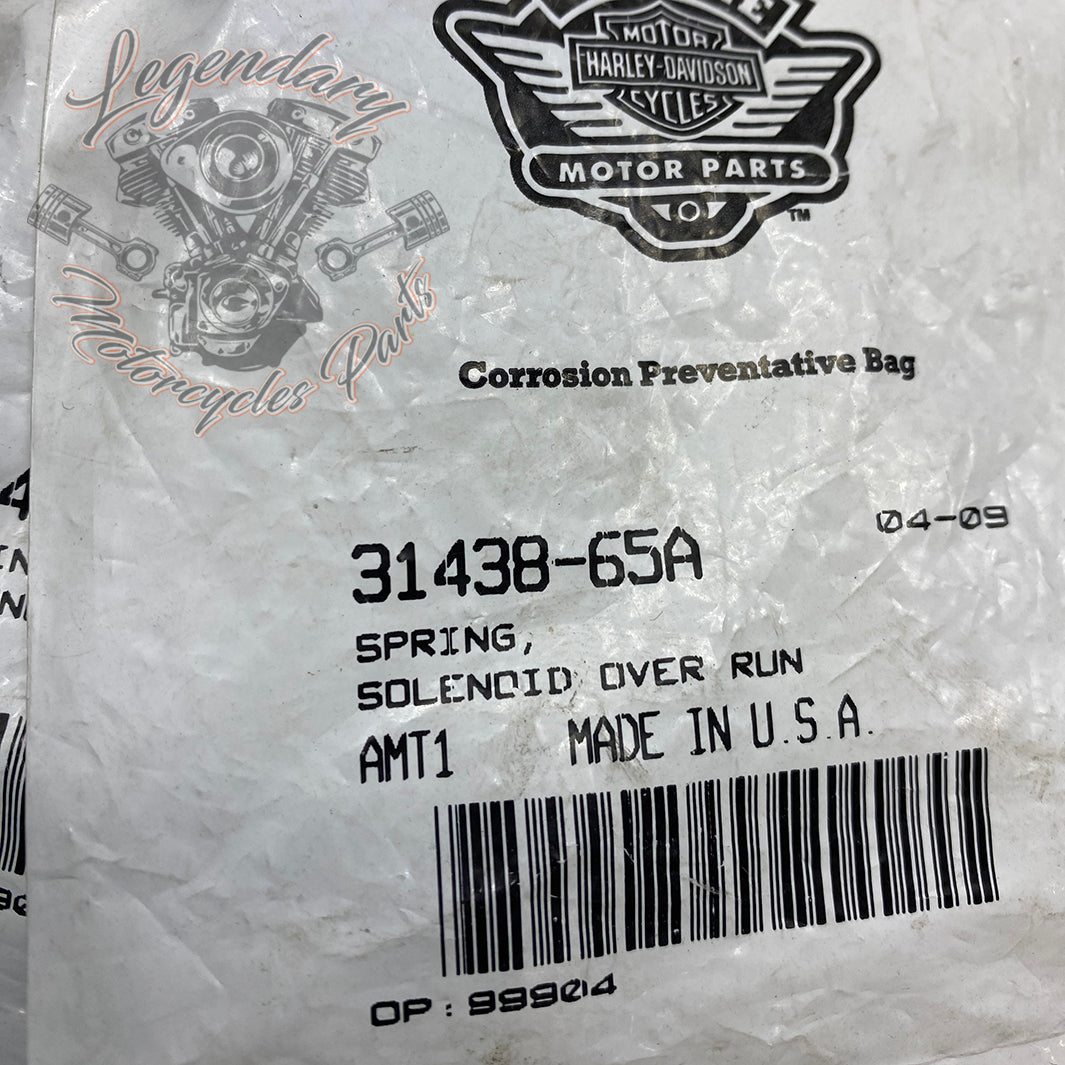 E
MOTOR
HARLEY-DAVIDSON
CYCLES
MOTOR PARTS
™
Legendary
Motorcycles Parts
Corrosion Preventative Bag
04-09
31438-65A
SPRING,
SOLENOID OVER RUN
AMT1 MADE IN U.S.A.
OP: 99904
4